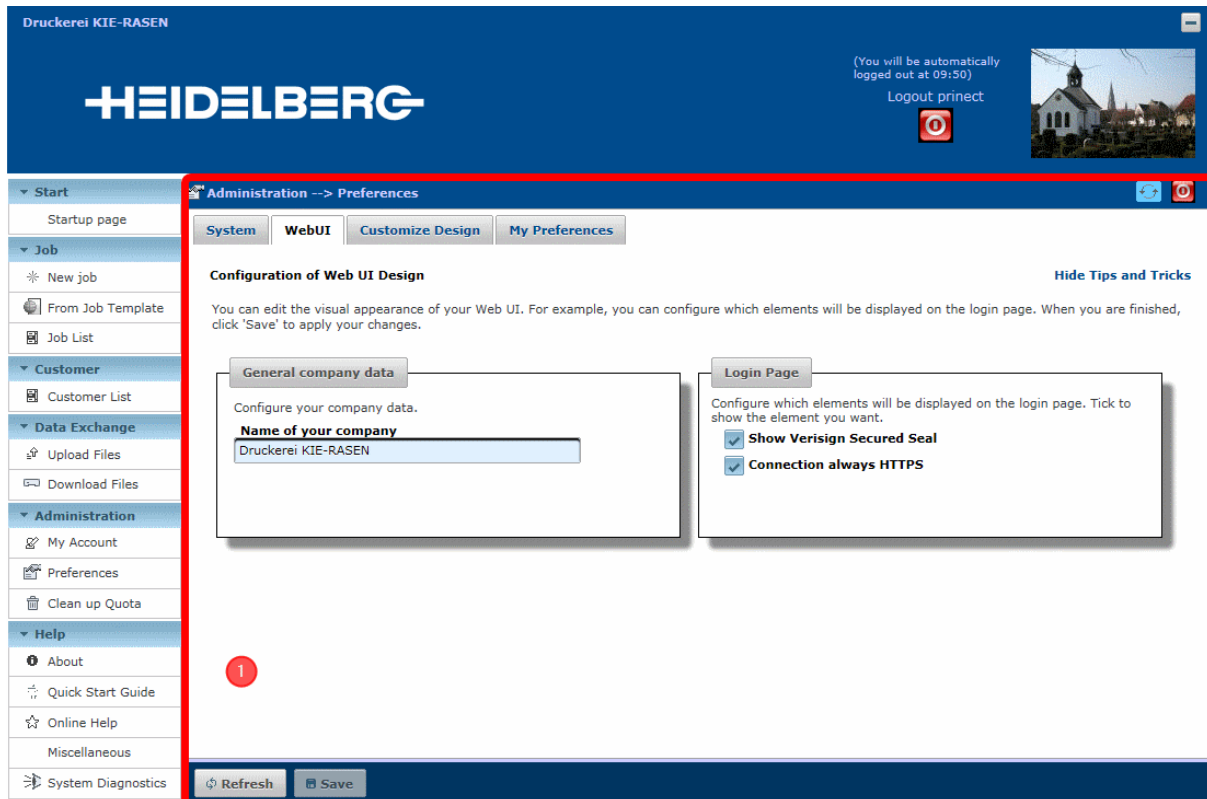 Druckerei KIE-RASEN
(You will be automatically
logged out at 09:50)
Logout prinect
HEIDELBERG
Start
Startup page
Job
New job
From Job Template
Job List
Customer
Customer List
Data Exchange
Upload Files
Download Files
Administration
My Account
Preferences
Clean up Quota
Help
About
Quick Start Guide
Online Help
Miscellaneous
System Diagnostics
Administration --> Preferences
System WebUI Customize Design My Preferences
Configuration of Web UI Design Hide Tips and Tricks
You can edit the visual appearance of your Web UI. For example, you can configure which elements will be displayed on the login page. When you are finished,
click 'Save' to apply your changes.
General company data
Configure your company data.
Name of your company
Druckerei KIE-RASEN
Login Page
Configure which elements will be displayed on the login page. Tick to
show the element you want.
Show Verisign Secured Seal
Connection always HTTPS
1
Refresh Save